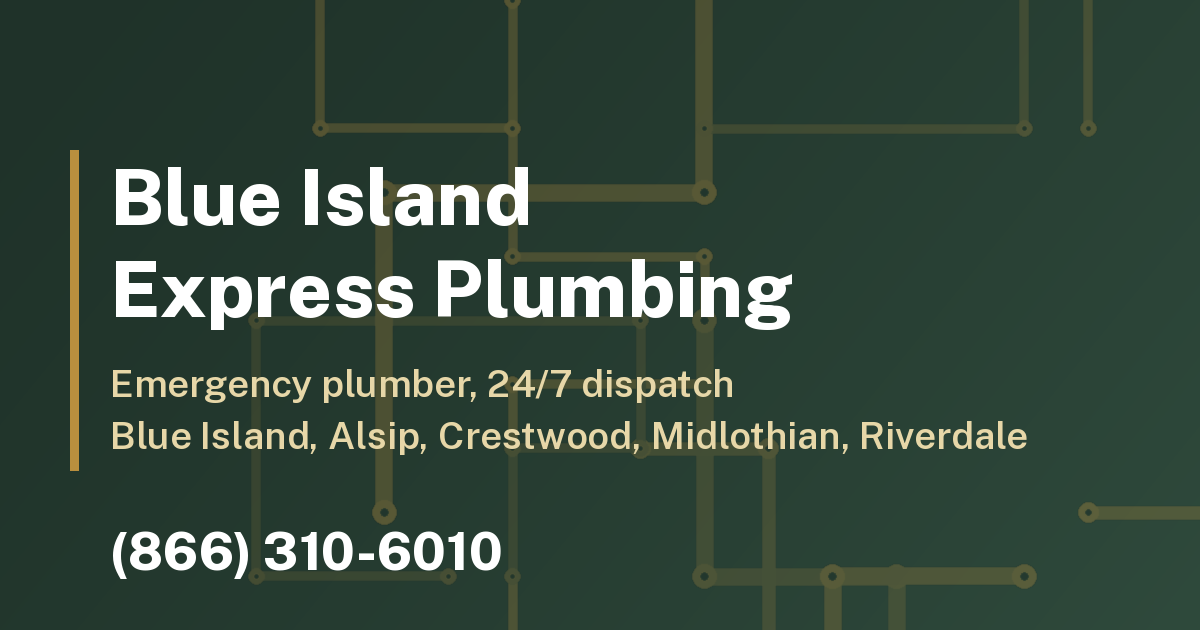 Blue Island
Express Plumbing
Emergency plumber, 24/7 dispatch
Blue Island, Alsip, Crestwood, Midlothian, Riverdale
(866) 310-6010